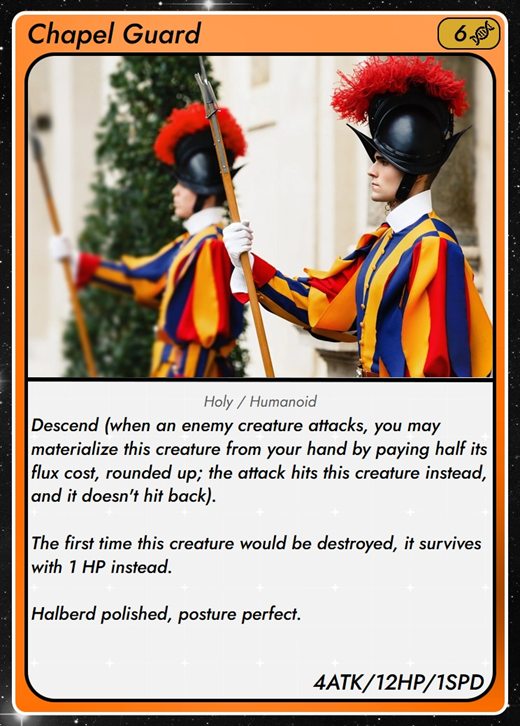 Chapel Guard
6
Holy / Humanoid
Descend (when an enemy creature attacks, you may
materialize this creature from your hand by paying half its
flux cost, rounded up; the attack hits this creature instead,
and it doesn't hit back).
The first time this creature would be destroyed, it survives
with 1 HP instead.
Halberd polished, posture perfect.
4ATK/12HP/1SPD